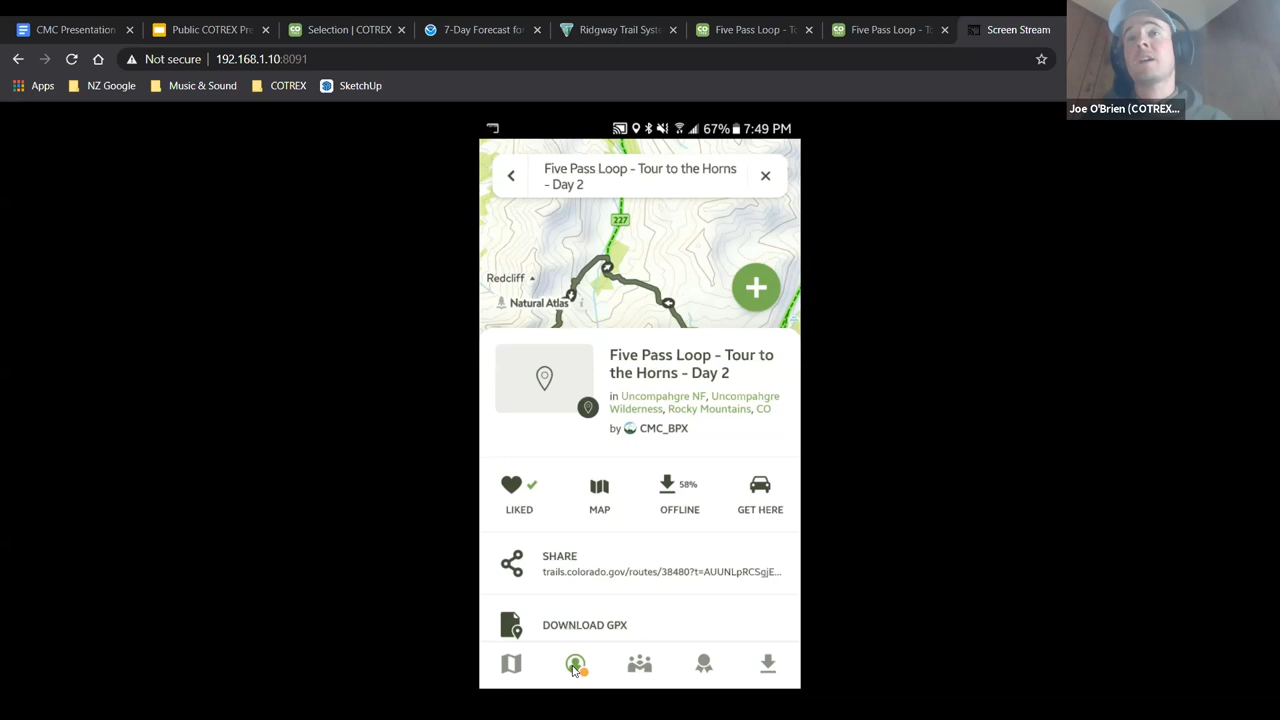 CMC Presentation
Public COTREX Pre
Selection | COTREX
7-Day Forecast for
Ridgway Trail Syste
Five Pass Loop - To
Five Pass Loop - To
Screen Stream
Not secure
192.168.1.10:8091
Apps
NZ Google
Music & Sound
COTREX
SketchUp
Joe O'Brien (COTREX...
67%
7:49 PM
Five Pass Loop - Tour to the Horns
- Day 2
227
Redcliff
Natural Atlas
Five Pass Loop - Tour to
the Horns - Day 2
in Uncompahgre NF, Uncompahgre
Wilderness, Rocky Mountains, CO
by CMC_BPX
58%
LIKED
MAP
OFFLINE
GET HERE
SHARE
trails.colorado.gov/routes/38480?t=AUUNLpRCSgjE...
DOWNLOAD GPX